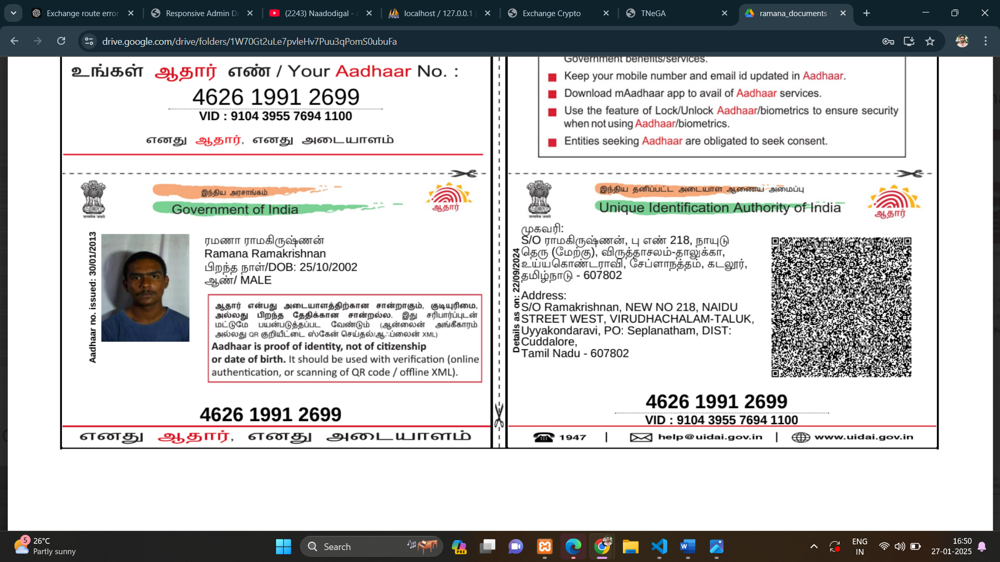 Exchange route error
Responsive Admin Da
(2243) Naadodigal -
localhost / 127.0.0.1
Exchange Crypto
TNeGA
ramana_documents -
drive.google.com/drive/folders/1W70Gt2uLe7pvleHv7Puu3qPomS0ubuFa
உங்கள் ஆதார் எண் / Your Aadhaar No. :
4626 1991 2699
VID : 9104 3955 7694 1100
எனது ஆதார், எனது அடையாளம்
Government benefits/services.
Keep your mobile number and email id updated in Aadhaar.
Download mAadhaar app to avail of Aadhaar services.
Use the feature of Lock/Unlock Aadhaar/biometrics to ensure security
when not using Aadhaar/biometrics.
Entities seeking Aadhaar are obligated to seek consent.
सत्यमेव जयते
இந்திய அரசாங்கம்
Government of India
ஆதார்
Aadhaar no. issued: 30/01/2013
ரமணா ராமகிருஷ்ணன்
Ramana Ramakrishnan
பிறந்த நாள்/DOB: 25/10/2002
ஆண்/ MALE
ஆதார் என்பது அடையாளத்திற்கான சான்றாகும், குடியுரிமை,
அல்லது பிறந்த தேதிக்கான சான்றல்ல. இது சரிபார்ப்புடன்
மட்டுமே பயன்படுத்தப்பட வேண்டும் (ஆன்லைன் அங்கீகாரம்
அல்லது QR குறியீட்டை ஸ்கேன் செய்தல்/ஆஃப்லைன் XML)
Aadhaar is proof of identity, not of citizenship
or date of birth. It should be used with verification (online
authentication, or scanning of QR code / offline XML).
4626 1991 2699
எனது ஆதார், எனது அடையாளம்
सत्यमेव जयते
இந்திய தனிப்பட்ட அடையாள ஆணைய அமைப்பு
Unique Identification Authority of India
ஆதார்
Details as on: 22/09/2024
முகவரி:
S/O ராமகிருஷ்ணன், பு எண் 218, நாயுடு
தெரு (மேற்கு), விருத்தாசலம்-தாலுக்கா,
உய்யகொண்டராவி, சேப்ளாநத்தம், கடலூர்,
தமிழ்நாடு - 607802
Address:
S/O Ramakrishnan, NEW NO 218, NAIDU
STREET WEST, VIRUDHACHALAM-TALUK,
Uyyakondaravi, PO: Seplanatham, DIST:
Cuddalore,
Tamil Nadu - 607802
4626 1991 2699
VID : 9104 3955 7694 1100
1947 | help@uidai.gov.in | www.uidai.gov.in
5
26°C
Partly sunny
Search
PRE
ENG
IN
16:50
27-01-2025